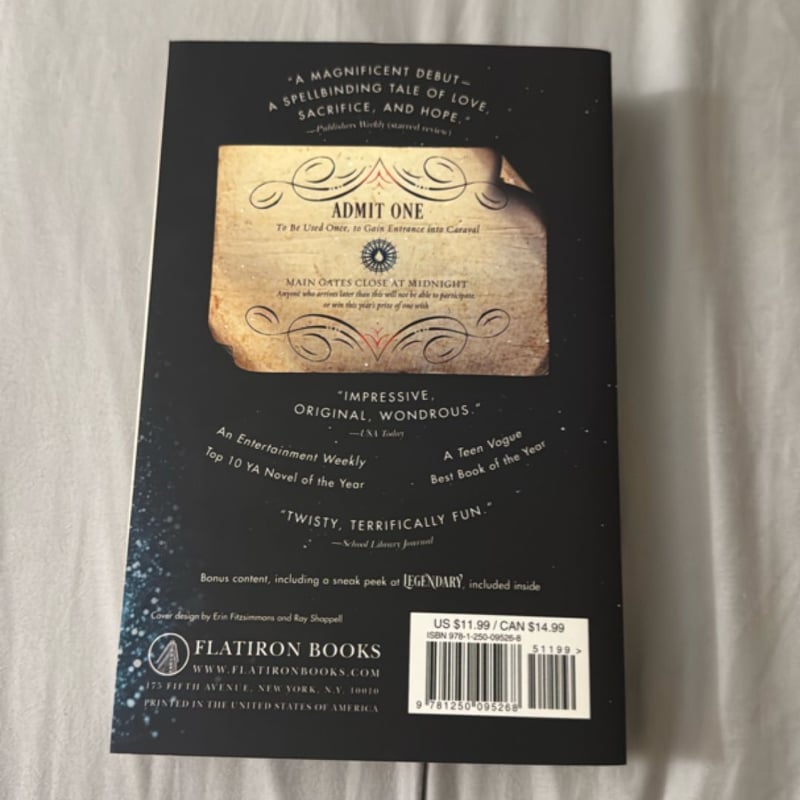 "A MAGNIFICENT DEBUT—
A SPELLBINDING TALE OF LOVE,
SACRIFICE, AND HOPE."
—Publishers Weekly (starred review)
ADMIT ONE
To Be Used Once, to Gain Entrance into Caraval
MAIN GATES CLOSE AT MIDNIGHT
Anyone who arrives later than this will not be able to participate
or win this year's prize of one wish
"IMPRESSIVE,
ORIGINAL, WONDROUS."
—USA Today
An Entertainment Weekly
Top 10 YA Novel of the Year
A Teen Vogue
Best Book of the Year
"TWISTY, TERRIFICALLY FUN."
—School Library Journal
Bonus content, including a sneak peek at LEGENDARY, included inside
Cover design by Erin Fitzsimmons and Ray Shappell
FLATIRON BOOKS
WWW.FLATIRONBOOKS.COM
175 FIFTH AVENUE, NEW YORK, N.Y. 10010
PRINTED IN THE UNITED STATES OF AMERICA
US $11.99 / CAN $14.99
ISBN 978-1-250-09526-8
51199 >
9 781250 095268